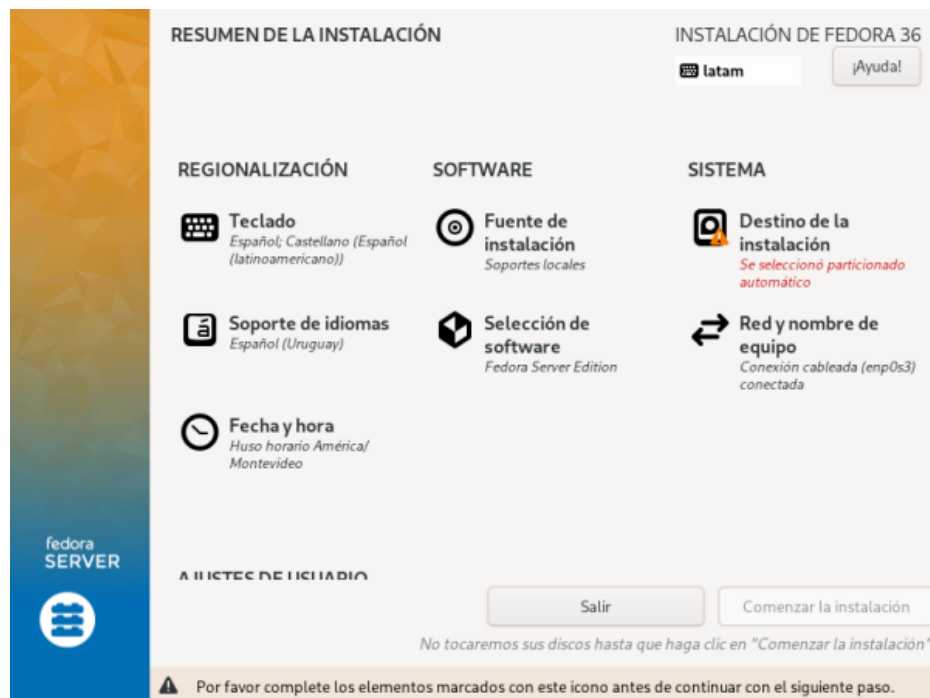 RESUMEN DE LA INSTALACIÓN
INSTALACIÓN DE FEDORA 36
latam
¡Ayuda!
REGIONALIZACIÓN
Teclado
Español; Castellano (Español
(latinoamericano))
Soporte de idiomas
Español (Uruguay)
Fecha y hora
Huso horario América/
Montevideo
SOFTWARE
Fuente de
instalación
Soportes locales
Selección de
software
Fedora Server Edition
SISTEMA
Destino de la
instalación
Se seleccionó particionado
automático
Red y nombre de
equipo
Conexión cableada (enp0s3)
conectada
fedora
SERVER
AJUSTES DE USUARIO
Salir
Comenzar la instalación
No tocaremos sus discos hasta que haga clic en "Comenzar la instalación"
Por favor complete los elementos marcados con este icono antes de continuar con el siguiente paso.